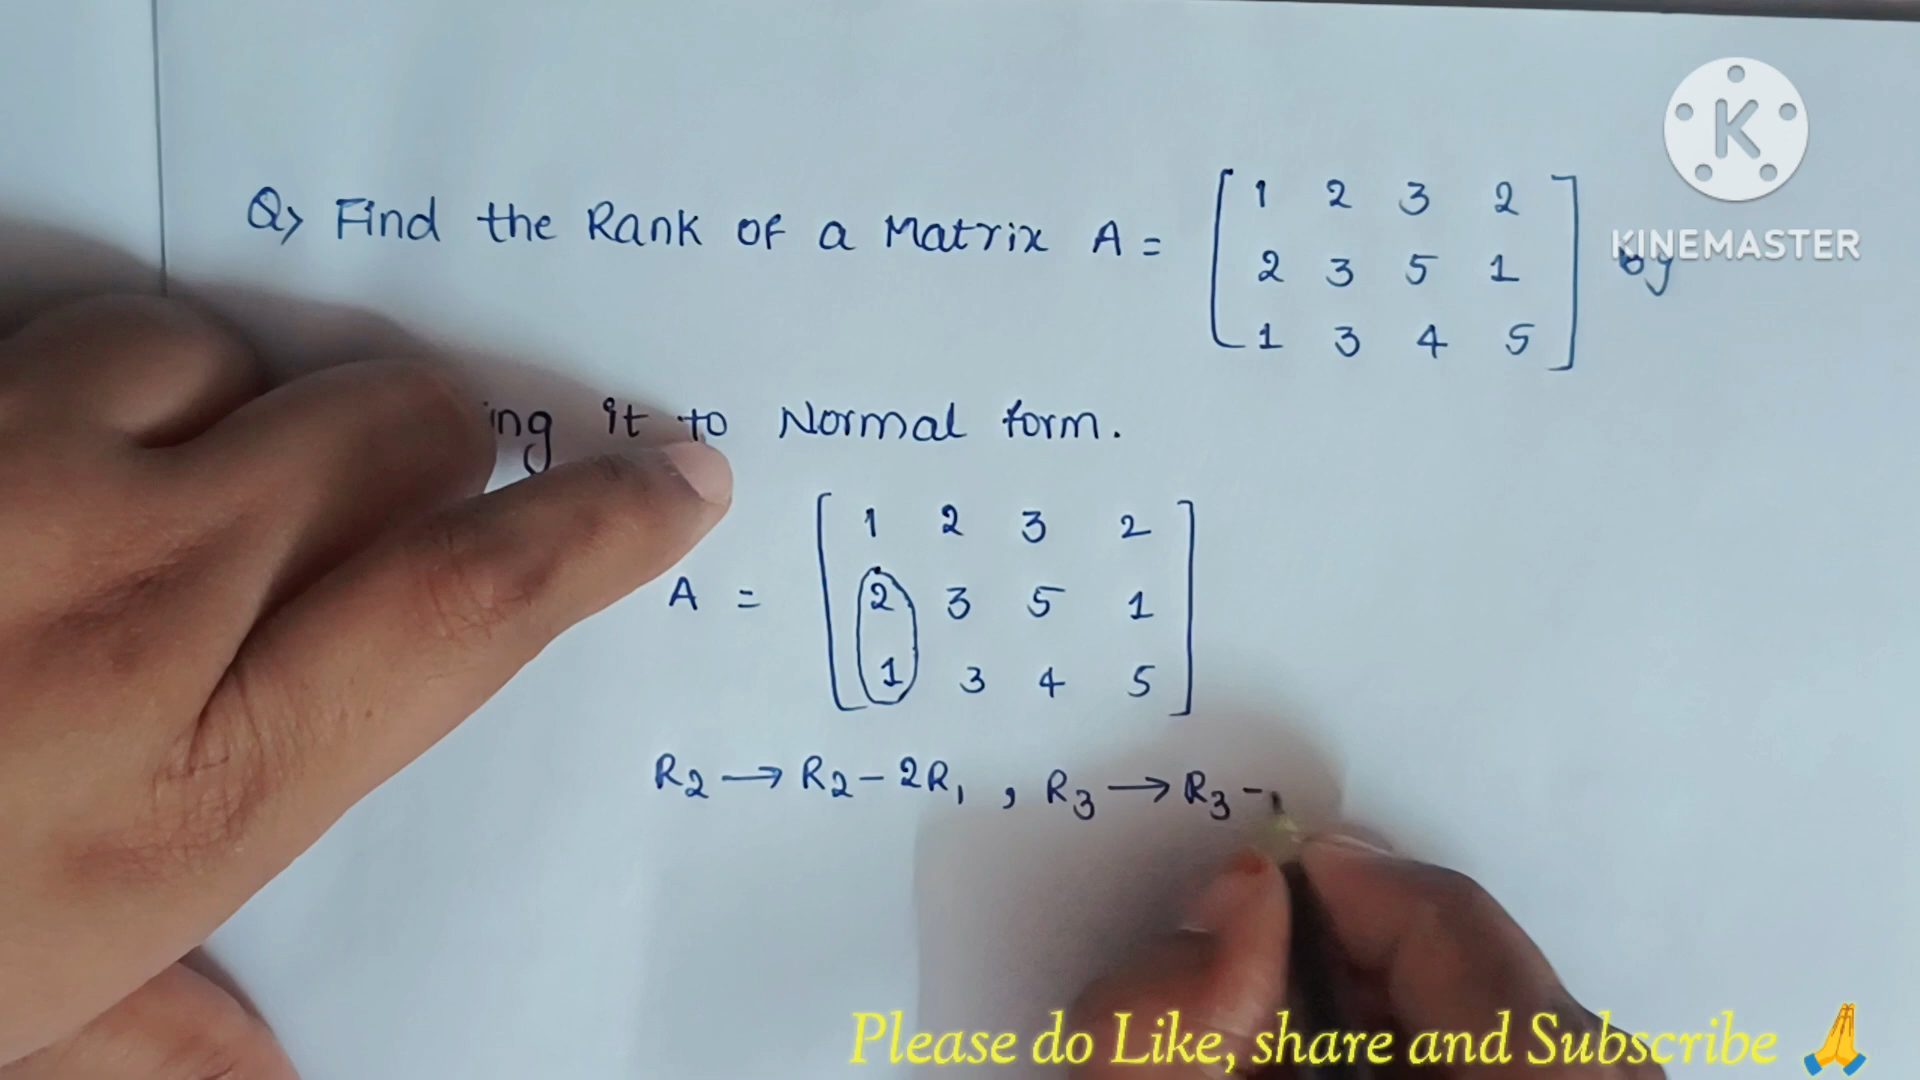 Q> Find the Rank of a Matrix A = [ 1 2 3 2
2 3 5 1
1 3 4 5 ] by
it to Normal form.
A = [ 1 2 3 2
2 3 5 1
1 3 4 5 ]
R2 → R2 - 2R1 , R3 → R3 -
K
KINEMASTER
Please do Like, share and Subscribe 🙏